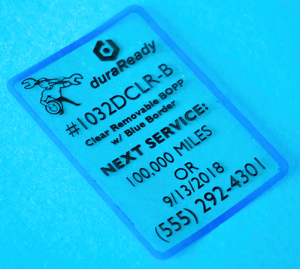 duraReady
#1032DCLR-B
Clear Removable BOPP
w/ Blue Border
NEXT SERVICE:
100,000 MILES
OR
9/13/2018
(555) 292-4301